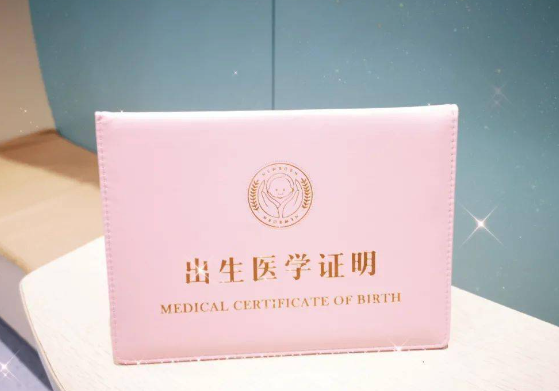 出生医学证明
MEDICAL CERTIFICATE OF BIRTH